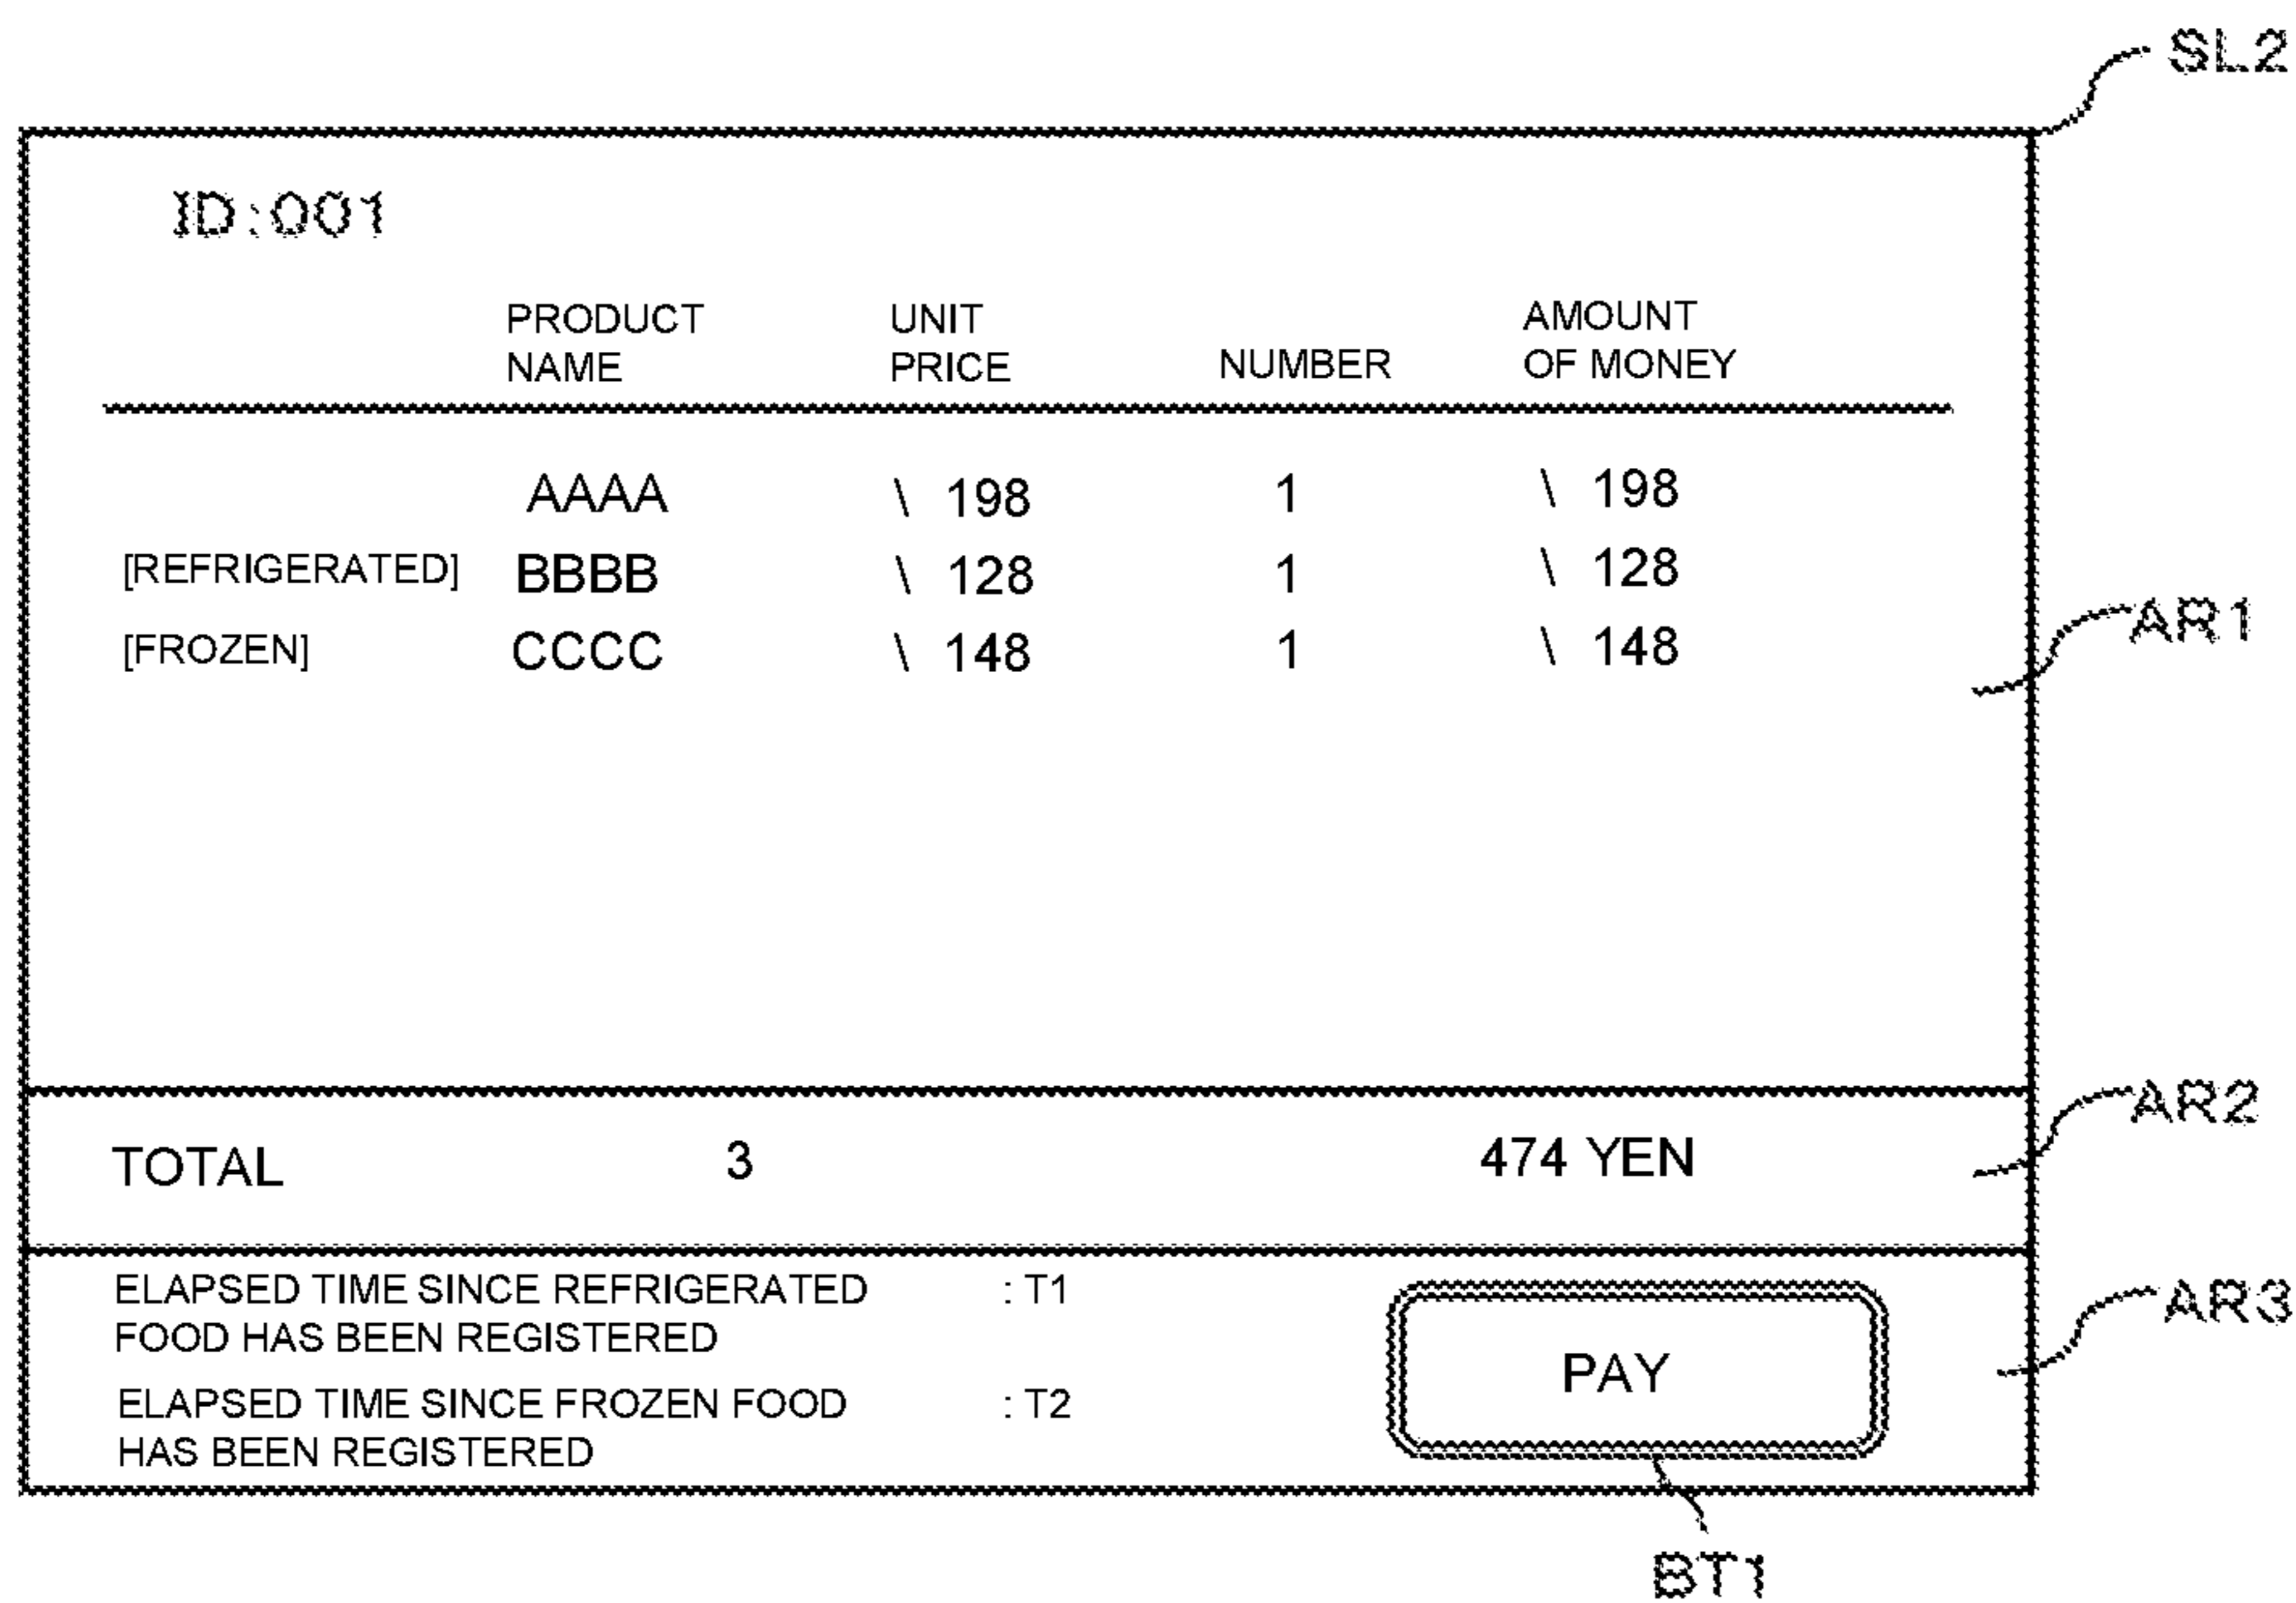 SL2
ID:001
PRODUCT NAME UNIT PRICE NUMBER AMOUNT OF MONEY
AAAA \ 198 1 \ 198
[REFRIGERATED] BBBB \ 128 1 \ 128
[FROZEN] CCCC \ 148 1 \ 148
AR1
TOTAL 3 474 YEN
AR2
ELAPSED TIME SINCE REFRIGERATED : T1
FOOD HAS BEEN REGISTERED
ELAPSED TIME SINCE FROZEN FOOD : T2
HAS BEEN REGISTERED
PAY
AR3
BT1